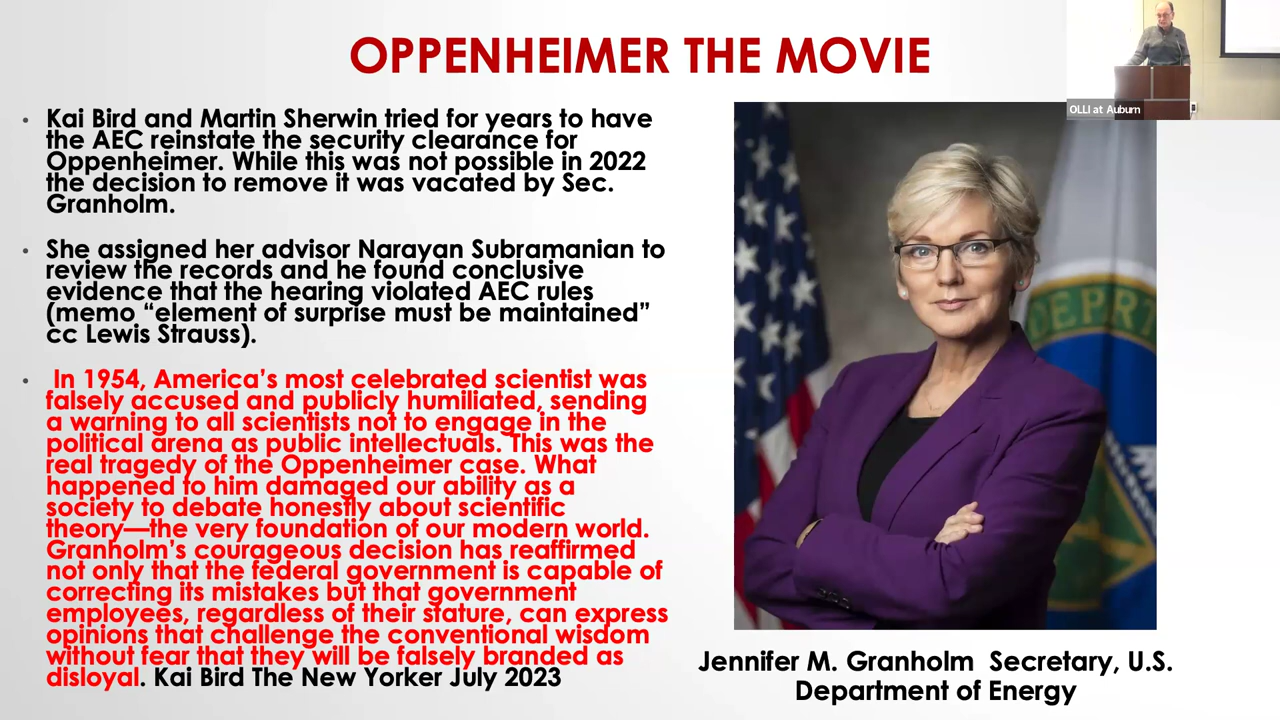 OPPENHEIMER THE MOVIE
OLLI at Auburn
Kai Bird and Martin Sherwin tried for years to have
the AEC reinstate the security clearance for
Oppenheimer. While this was not possible in 2022
the decision to remove it was vacated by Sec.
Granholm.
She assigned her advisor Narayan Subramanian to
review the records and he found conclusive
evidence that the hearing violated AEC rules
(memo “element of surprise must be maintained”
cc Lewis Strauss).
In 1954, America’s most celebrated scientist was
falsely accused and publicly humiliated, sending
a warning to all scientists not to engage in the
political arena as public intellectuals. This was the
real tragedy of the Oppenheimer case. What
happened to him damaged our ability as a
society to debate honestly about scientific
theory—the very foundation of our modern world.
Granholm’s courageous decision has reaffirmed
not only that the federal government is capable of
correcting its mistakes but that government
employees, regardless of their stature, can express
opinions that challenge the conventional wisdom
without fear that they will be falsely branded as
disloyal. Kai Bird The New Yorker July 2023
DEPART
Jennifer M. Granholm Secretary, U.S.
Department of Energy